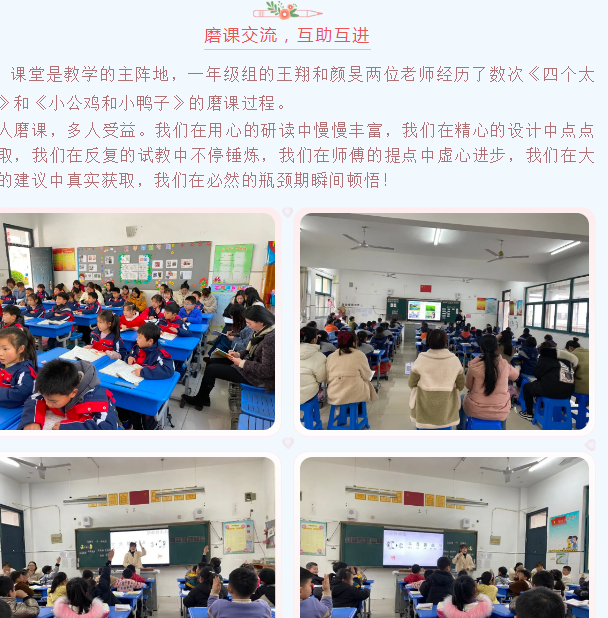 磨课交流，互助互进
课堂是教学的主阵地，一年级组的王翔和颜旻两位老师经历了数次《四个太
》和《小公鸡和小鸭子》的磨课过程。
人磨课，多人受益。我们在用心的研读中慢慢丰富，我们在精心的设计中点点
取，我们在反复的试教中不停锤炼，我们在师傅的提点中虚心进步，我们在大
的建议中真实获取，我们在必然的瓶颈期瞬间顿悟！